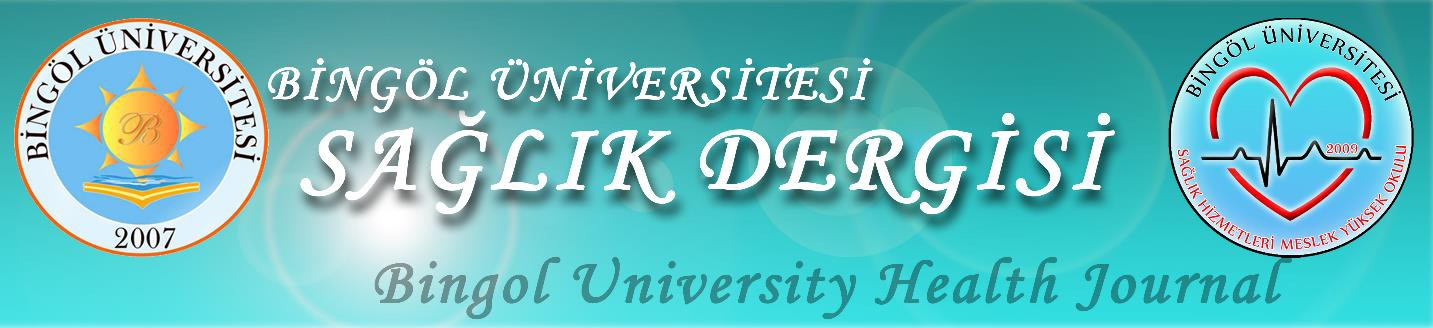 BİNGÖL ÜNİVERSİTESİ
B
2007
BİNGÖL ÜNİVERSİTESİ
SAĞLIK DERGİSİ
Bingol University Health Journal
BİNGÖL ÜNİVERSİTESİ
2009
SAĞLIK HİZMETLERİ MESLEK YÜKSEK OKULU